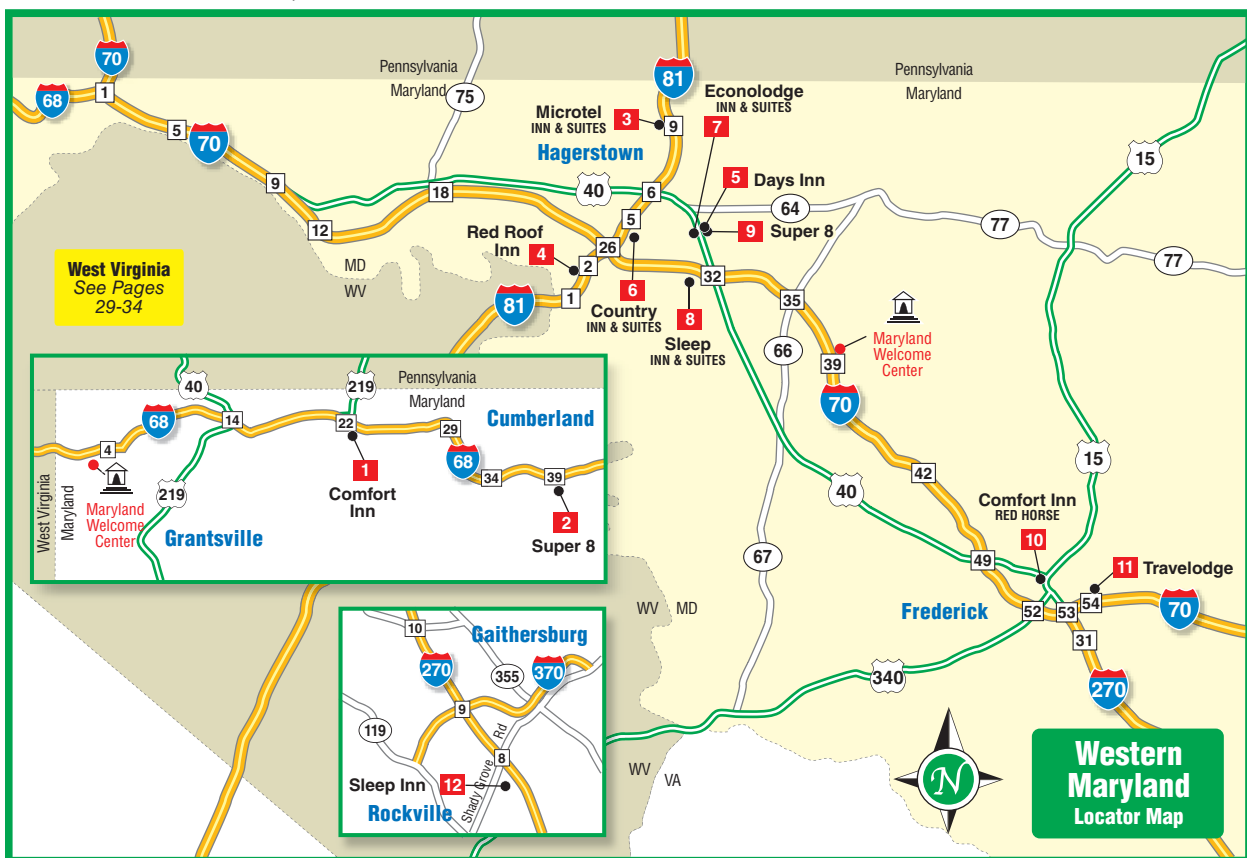 70
68
1
5
70
9
12
18
Pennsylvania
Maryland
75
81
Microtel
INN & SUITES
3
9
Hagerstown
Econolodge
INN & SUITES
7
5
Days Inn
9
Super 8
Pennsylvania
Maryland
15
40
6
5
64
77
77
Red Roof
Inn
4
2
26
1
81
6
Country
INN & SUITES
8
Sleep
INN & SUITES
32
35
66
39
Maryland
Welcome
Center
70
MD
WV
West Virginia
See Pages
29-34
40
219
Pennsylvania
Maryland
Cumberland
68
14
22
29
4
68
34
39
1
Comfort
Inn
2
Super 8
219
West Virginia
Maryland
Maryland
Welcome
Center
Grantsville
42
40
15
67
49
Comfort Inn
RED HORSE
10
11
Travelodge
Frederick
52
53
54
70
31
270
340
WV
MD
WV
VA
10
Gaithersburg
270
355
370
9
119
8
Shady Grove Rd
Sleep Inn
12
Rockville
N
Western
Maryland
Locator Map